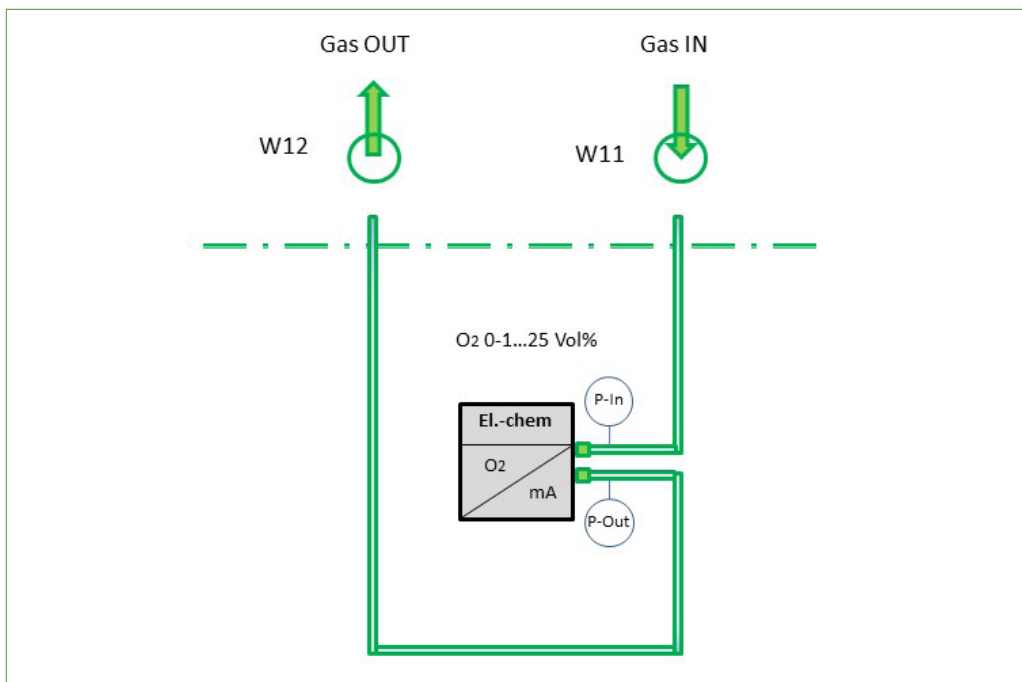 Gas OUT
Gas IN
W12
W11
O2 0-1...25 Vol%
P-In
El.-chem
O2
mA
P-Out